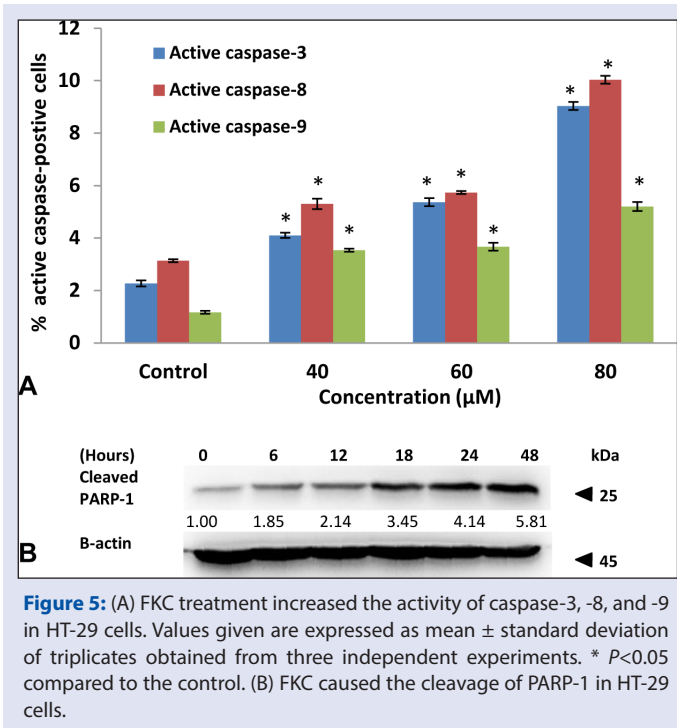 12
10
8
6
4
2
0
% active caspase-postive cells
Active caspase-3
Active caspase-8
Active caspase-9
* * * * * * * * *
Control 40 60 80
Concentration (µM)
A
(Hours) 0 6 12 18 24 48 kDa
Cleaved
PARP-1
25
1.00 1.85 2.14 3.45 4.14 5.81
B-actin
45
B
Figure 5: (A) FKC treatment increased the activity of caspase-3, -8, and -9
in HT-29 cells. Values given are expressed as mean ± standard deviation
of triplicates obtained from three independent experiments. * P<0.05
compared to the control. (B) FKC caused the cleavage of PARP-1 in HT-29
cells.